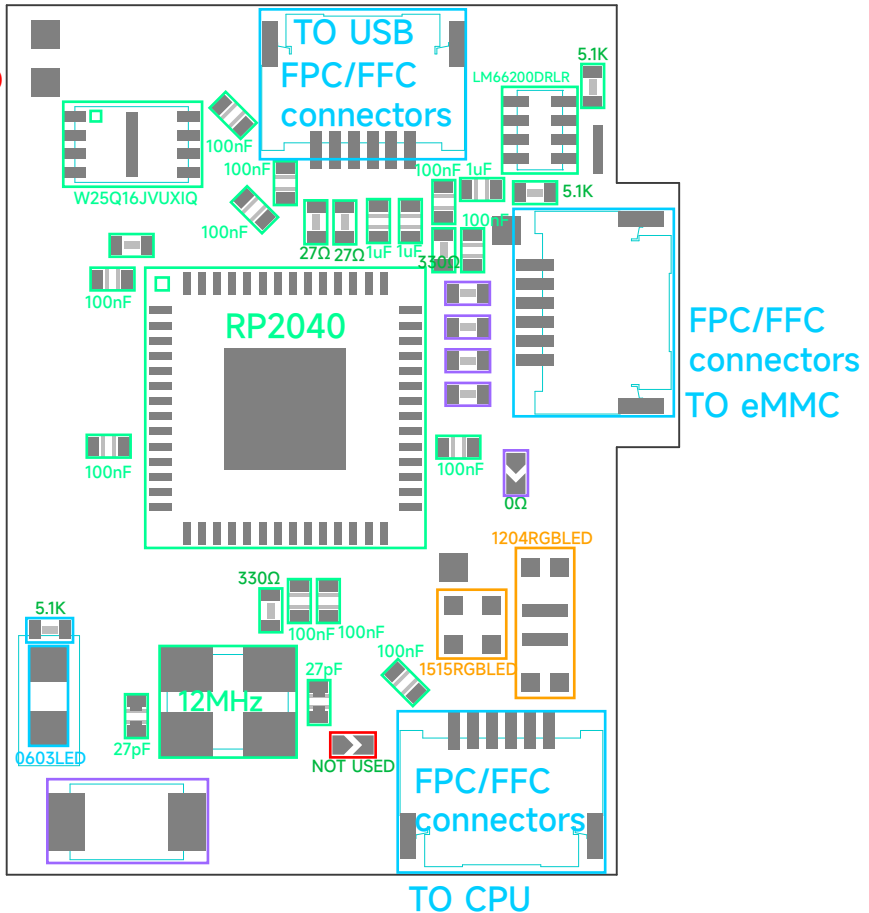 TO USB
FPC/FFC
connectors
5.1K
LM66200DRLR
100nF
100nF
100nF
1uF
W25Q16JVUXIQ
5.1K
100nF
100nF
27Ω
27Ω
1uF
1uF
330Ω
100nF
RP2040
FPC/FFC
connectors
TO eMMC
100nF
100nF
0Ω
1204RGBLED
330Ω
5.1K
100nF
100nF
100nF
1515RGBLED
27pF
12MHz
27pF
0603LED
NOT USED
FPC/FFC
connectors
TO CPU